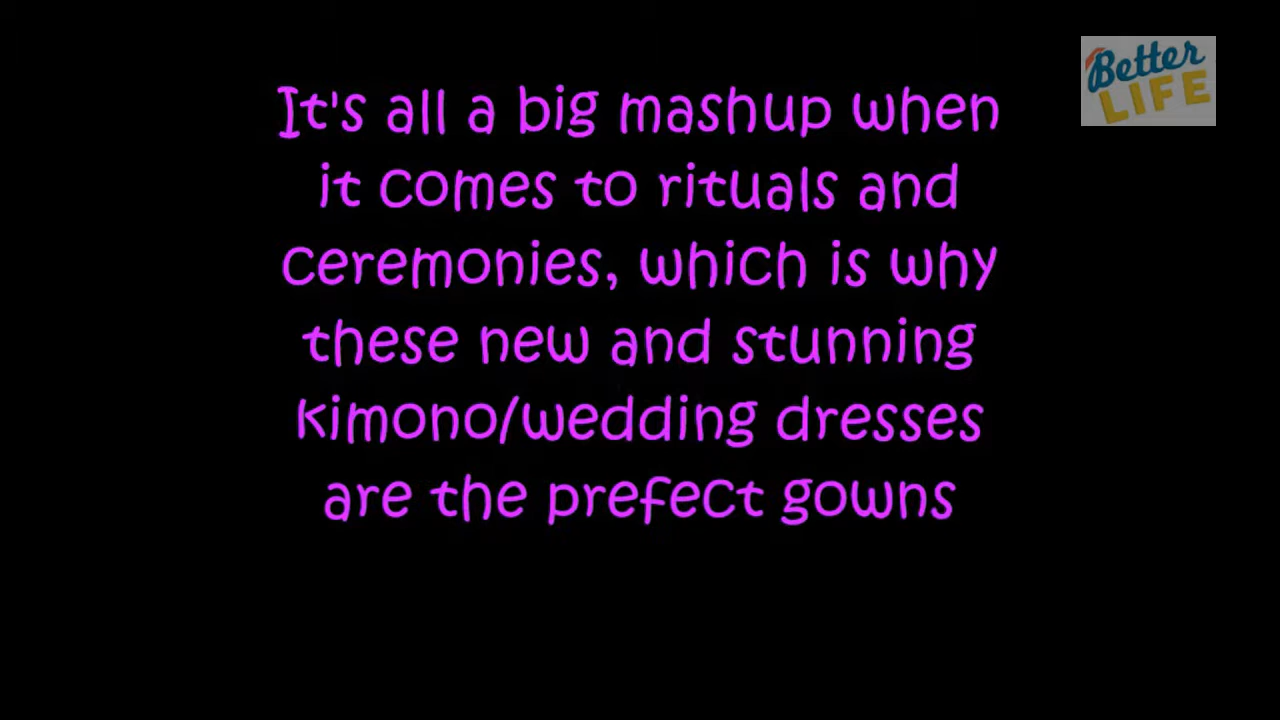 Better
LIFE
It's all a big mashup when
it comes to rituals and
ceremonies, which is why
these new and stunning
kimono/wedding dresses
are the prefect gowns